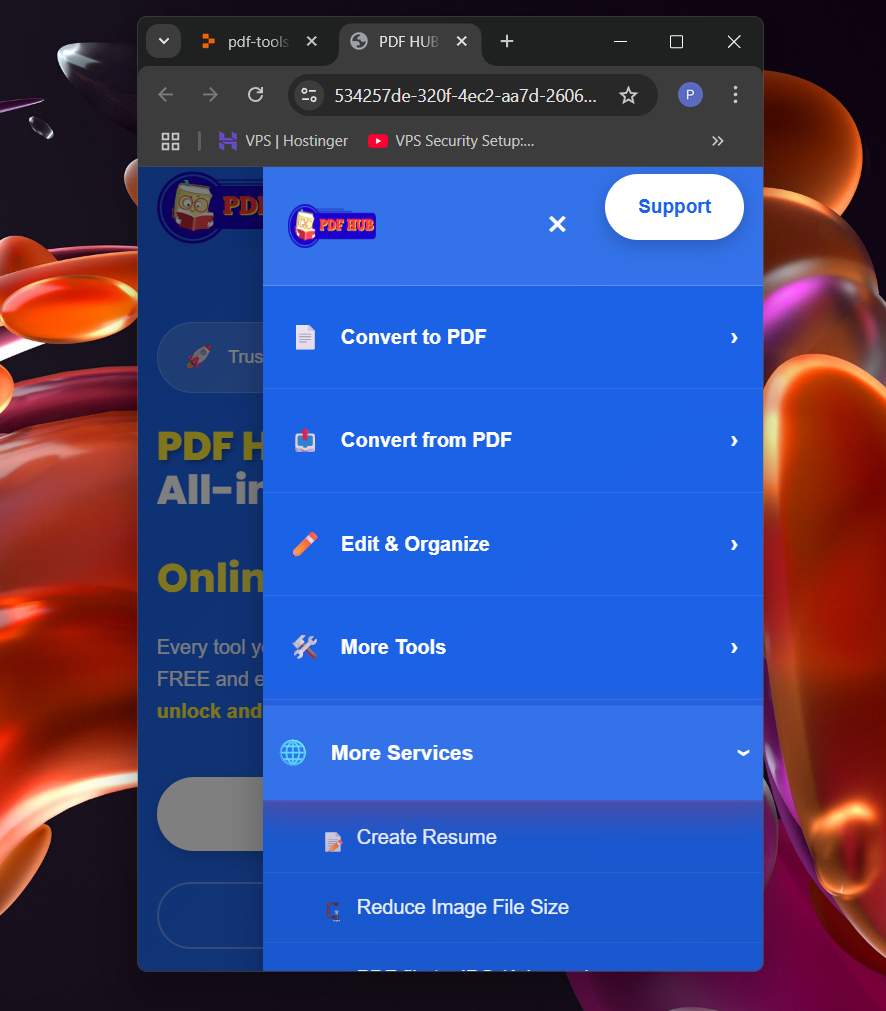 pdf-tools
PDF HUB
534257de-320f-4ec2-aa7d-2606...
P
VPS | Hostinger
VPS Security Setup:...
PDF
PDF HUB
Support
Convert to PDF
Trus
Convert from PDF
PDF H
All-in
Edit & Organize
Onlin
Every tool y
More Tools
FREE and e
unlock and
More Services
Create Resume
Reduce Image File Size